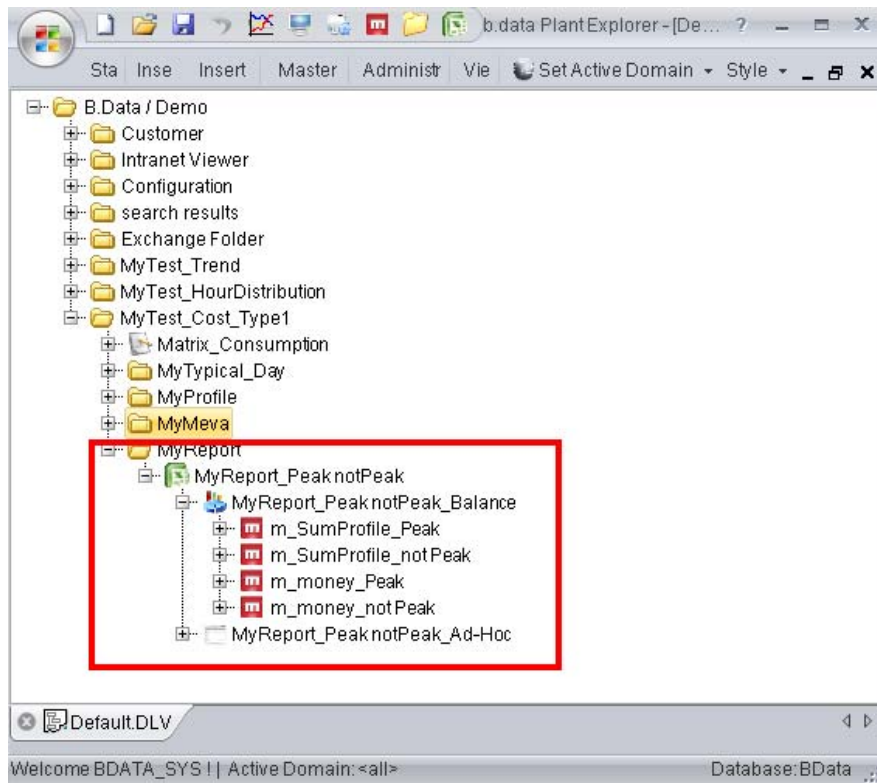 b.data Plant Explorer - [De... ?
Sta Inse Insert Master Administr Vie Set Active Domain Style
B.Data / Demo
Customer
Intranet Viewer
Configuration
search results
Exchange Folder
MyTest_Trend
MyTest_HourDistribution
MyTest_Cost_Type1
Matrix_Consumption
MyTypical_Day
MyProfile
MyMeva
MyReport
MyReport_PeaknotPeak
MyReport_PeaknotPeak_Balance
m m_SumProfile_Peak
m m_SumProfile_notPeak
m m_money_Peak
m m_money_notPeak
MyReport_PeaknotPeak_Ad-Hoc
Default.DLV
Welcome BDATA_SYS ! | Active Domain: <all> Database:BData